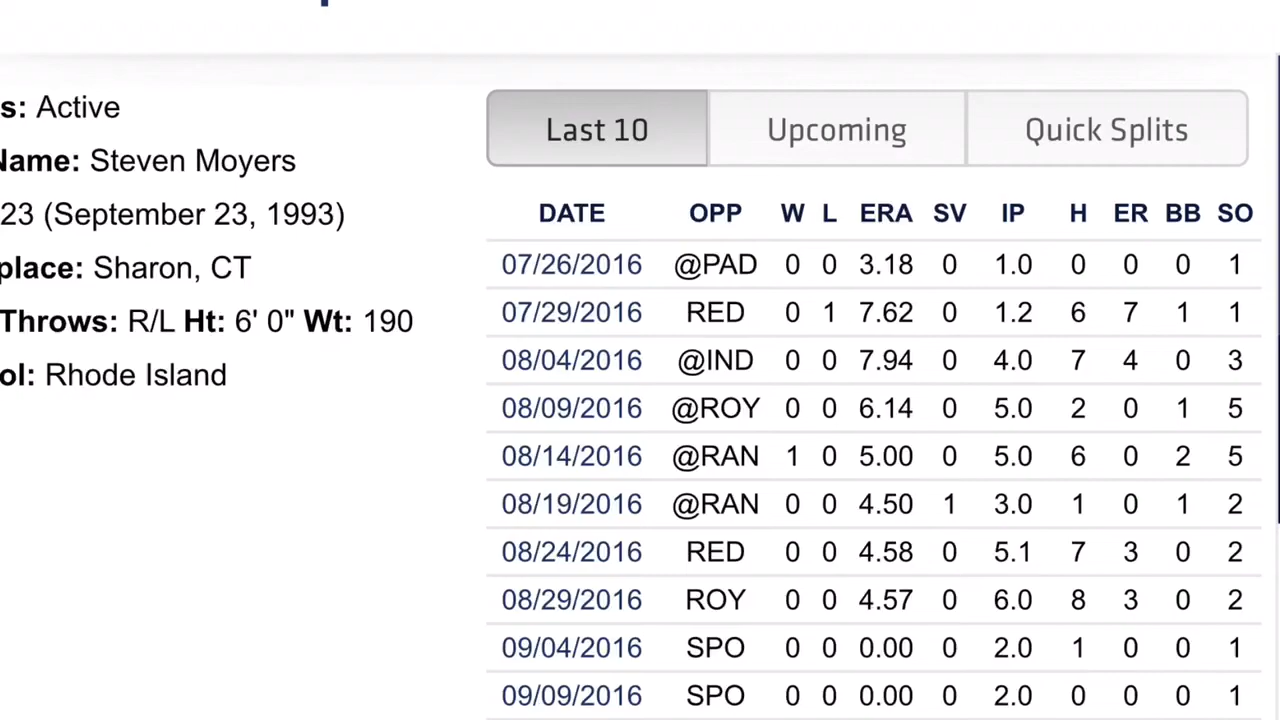 s: Active
Name: Steven Moyers
23 (September 23, 1993)
place: Sharon, CT
Throws: R/L Ht: 6' 0" Wt: 190
ol: Rhode Island
Last 10 Upcoming Quick Splits
DATE OPP W L ERA SV IP H ER BB SO
07/26/2016 @PAD 0 0 3.18 0 1.0 0 0 0 1
07/29/2016 RED 0 1 7.62 0 1.2 6 7 1 1
08/04/2016 @IND 0 0 7.94 0 4.0 7 4 0 3
08/09/2016 @ROY 0 0 6.14 0 5.0 2 0 1 5
08/14/2016 @RAN 1 0 5.00 0 5.0 6 0 2 5
08/19/2016 @RAN 0 0 4.50 1 3.0 1 0 1 2
08/24/2016 RED 0 0 4.58 0 5.1 7 3 0 2
08/29/2016 ROY 0 0 4.57 0 6.0 8 3 0 2
09/04/2016 SPO 0 0 0.00 0 2.0 1 0 0 1
09/09/2016 SPO 0 0 0.00 0 2.0 0 0 0 1